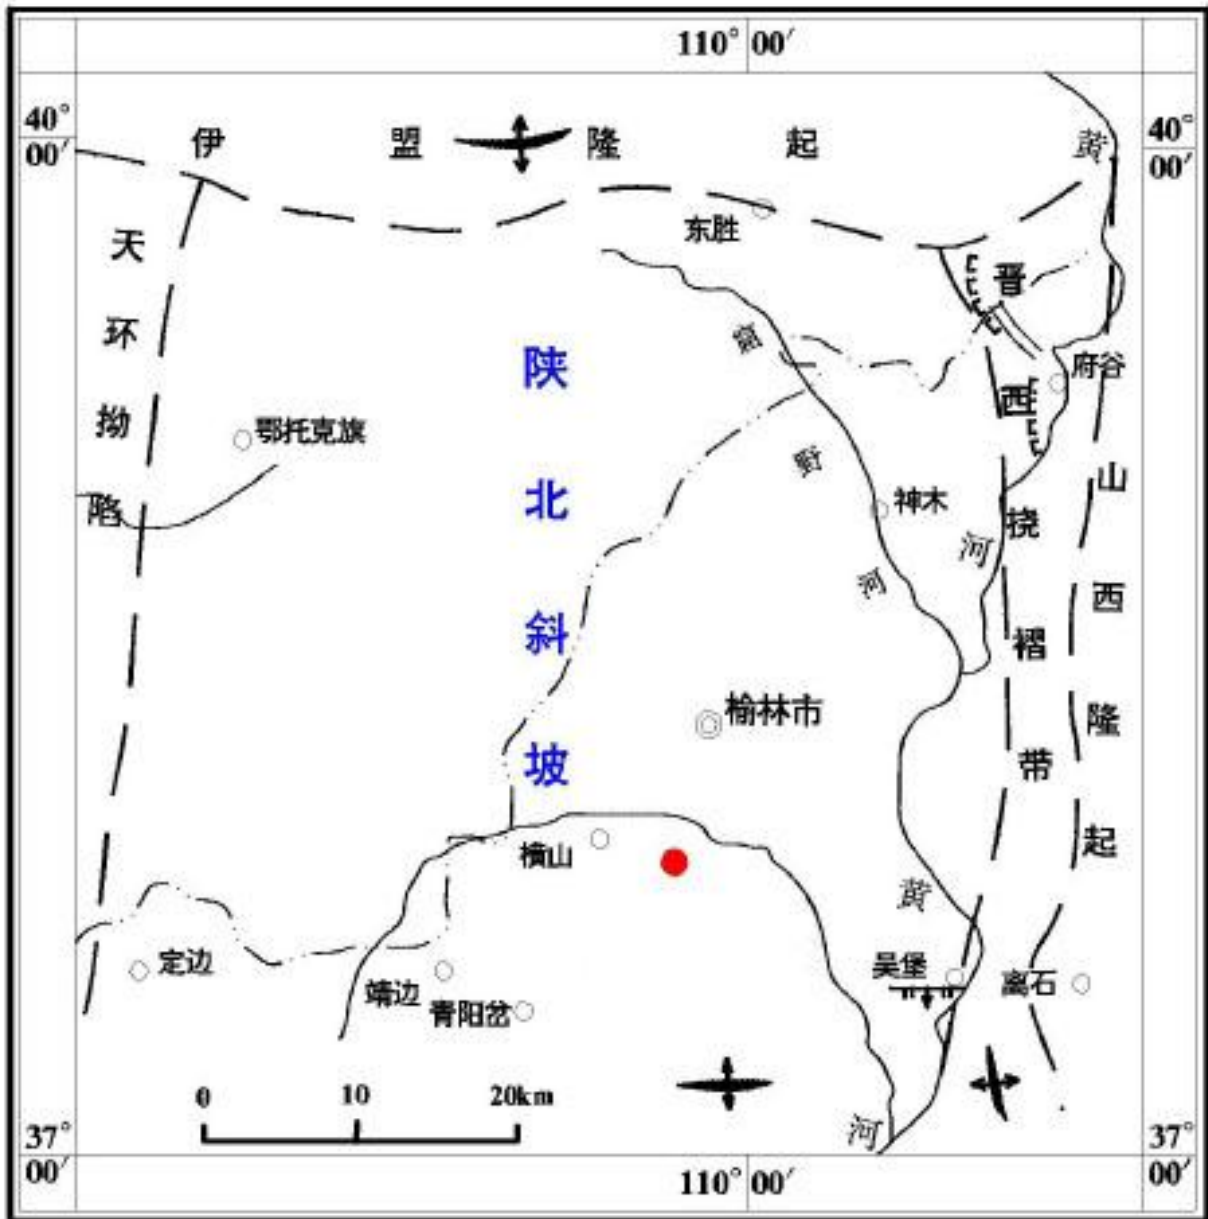 110° 00′
40°
00′
40°
00′
伊盟隆起
黄
东胜
天环拗陷
晋西挠褶带
陕北斜坡
窟野河
府谷
鄂托克旗
山西隆起
神木
河
榆林市
横山
黄
吴堡
离石
定边
靖边
青阳岔
0 10 20km
河
37°
00′
37°
00′
110° 00′